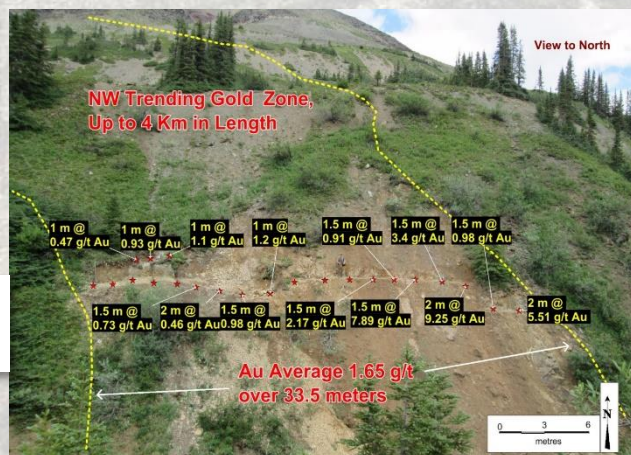 View to North
NW Trending Gold Zone,
Up to 4 Km in Length
1 m @
0.47 g/t Au
1 m @
0.93 g/t Au
1 m @
1.1 g/t Au
1 m @
1.2 g/t Au
1.5 m @
0.91 g/t Au
1.5 m @
3.4 g/t Au
1.5 m @
0.98 g/t Au
1.5 m @
0.73 g/t Au
2 m @
0.46 g/t Au
1.5 m @
0.98 g/t Au
1.5 m @
2.17 g/t Au
1.5 m @
7.89 g/t Au
2 m @
9.25 g/t Au
2 m @
5.51 g/t Au
Au Average 1.65 g/t
over 33.5 meters
N
0 3 6
metres